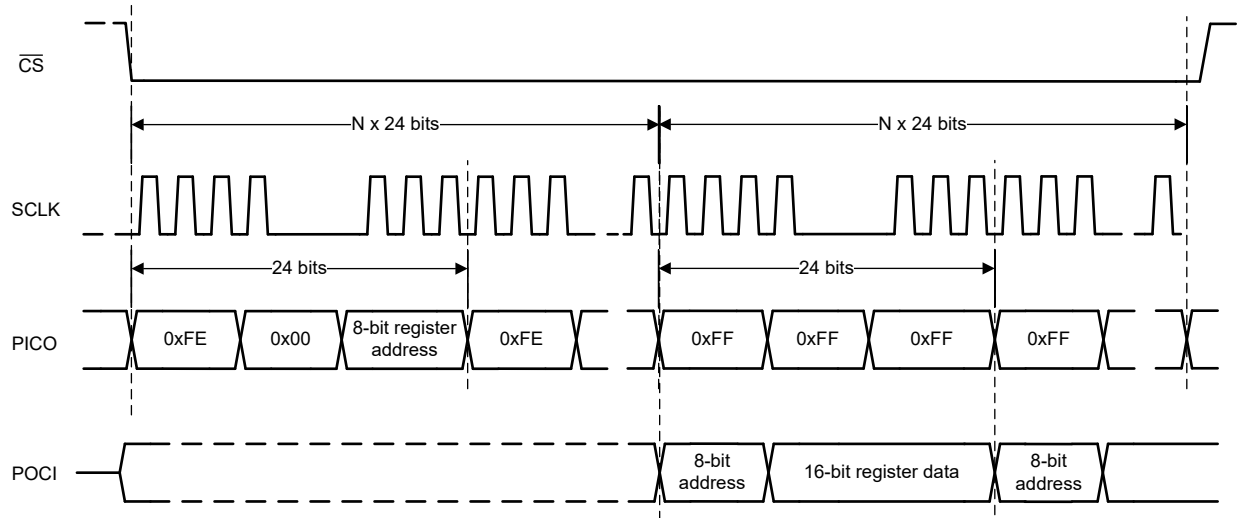 CS
N x 24 bits
N x 24 bits
SCLK
24 bits
24 bits
PICO
0xFE
0x00
8-bit register
address
0xFE
0xFF
0xFF
0xFF
0xFF
POCI
8-bit
address
16-bit register data
8-bit
address